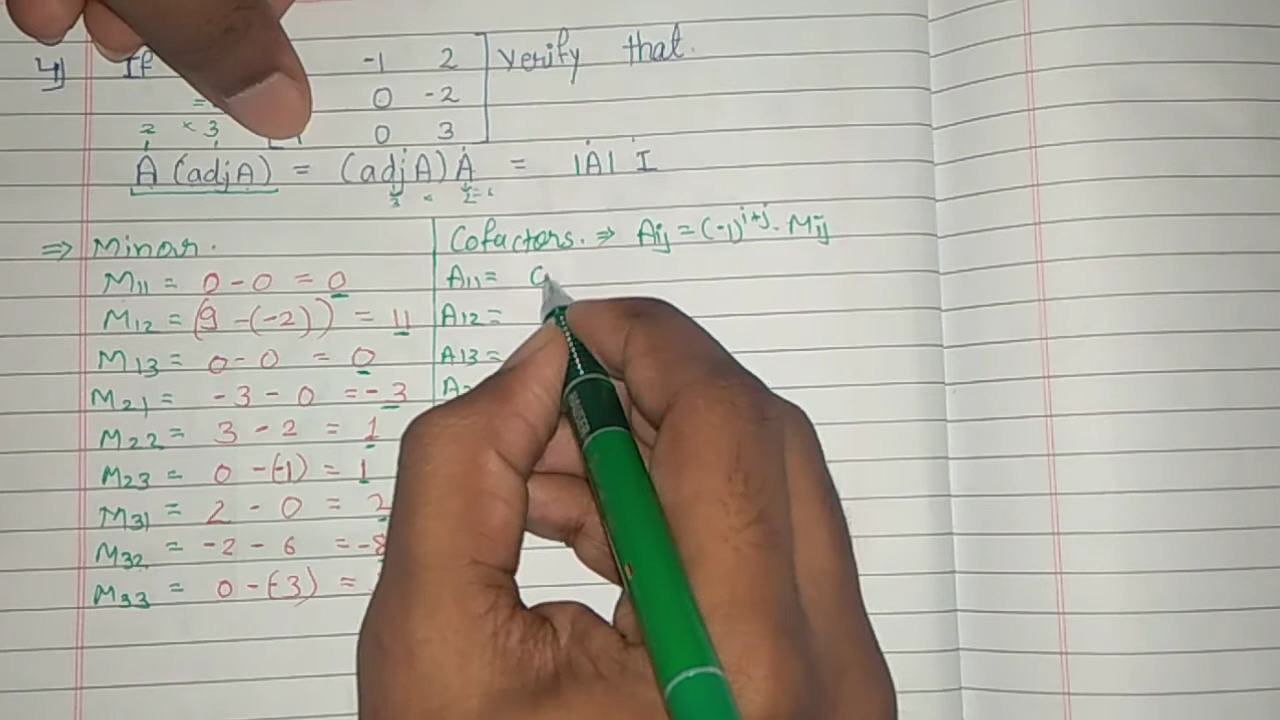 4) If -1 2 ] Verify that.
0 -2
2 × 3 0 3
A (adjA) = (adjA) A = |A| I
3 ×
⇒ Minor.
M11 = 0 - 0 = 0
M12 = (9 - (-2)) = 11
M13 = 0 - 0 = 0
M21 = -3 - 0 = -3
M22 = 3 - 2 = 1
M23 = 0 - (-1) = 1
M31 = 2 - 0 = 2
M32 = -2 - 6 = -8
M33 = 0 - (-3) =
Cofactors. ⇒ Aij = (-1)^i+j . Mij
A11 =
A12 =
A13 =